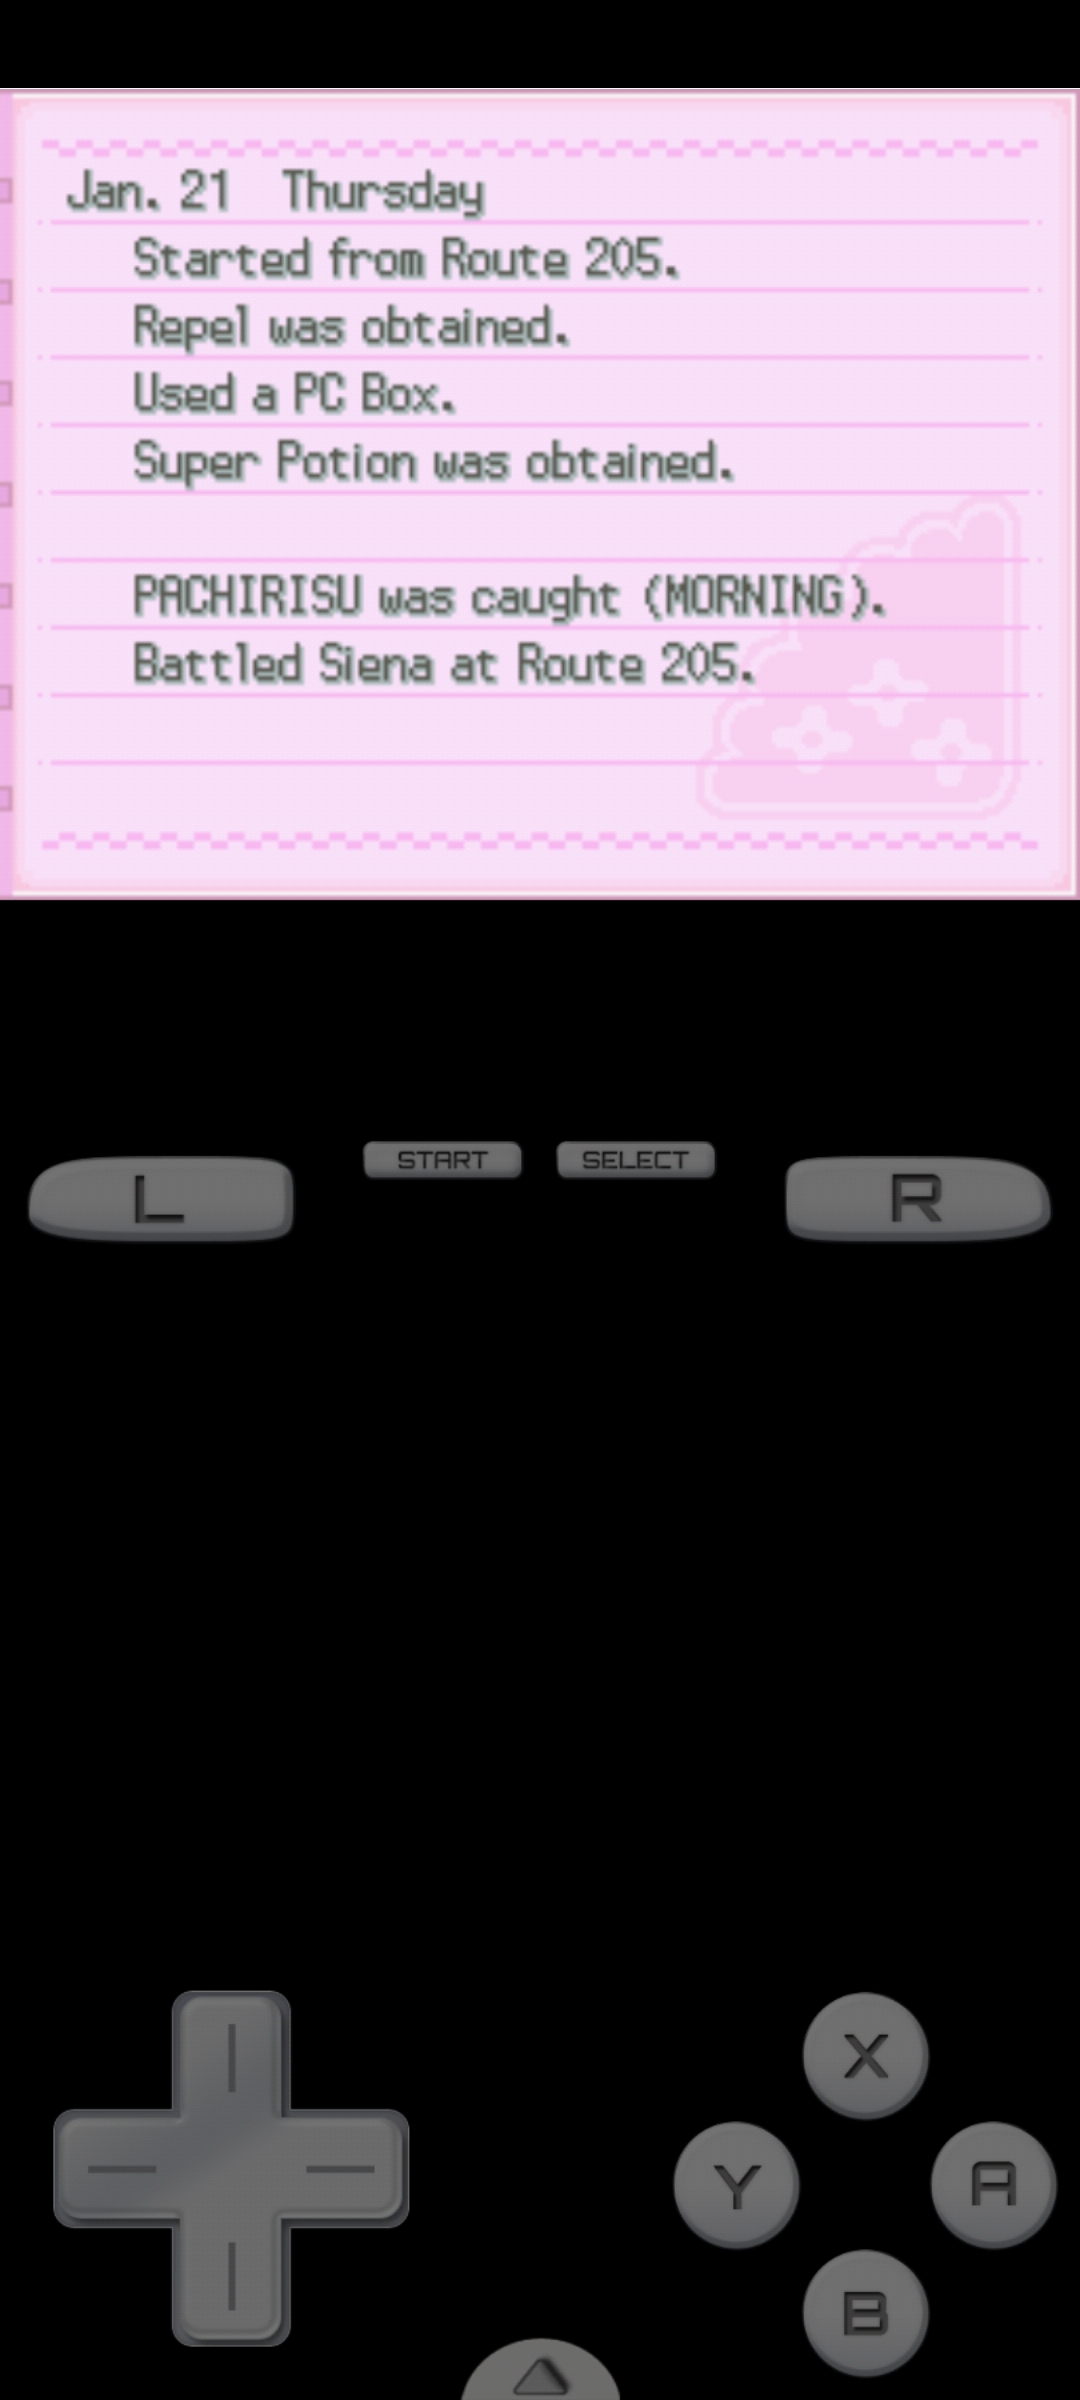 Jan. 21 Thursday
Started from Route 205.
Repel was obtained.
Used a PC Box.
Super Potion was obtained.
PACHIRISU was caught (MORNING).
Battled Siena at Route 205.
START SELECT
L R
X
Y A
B